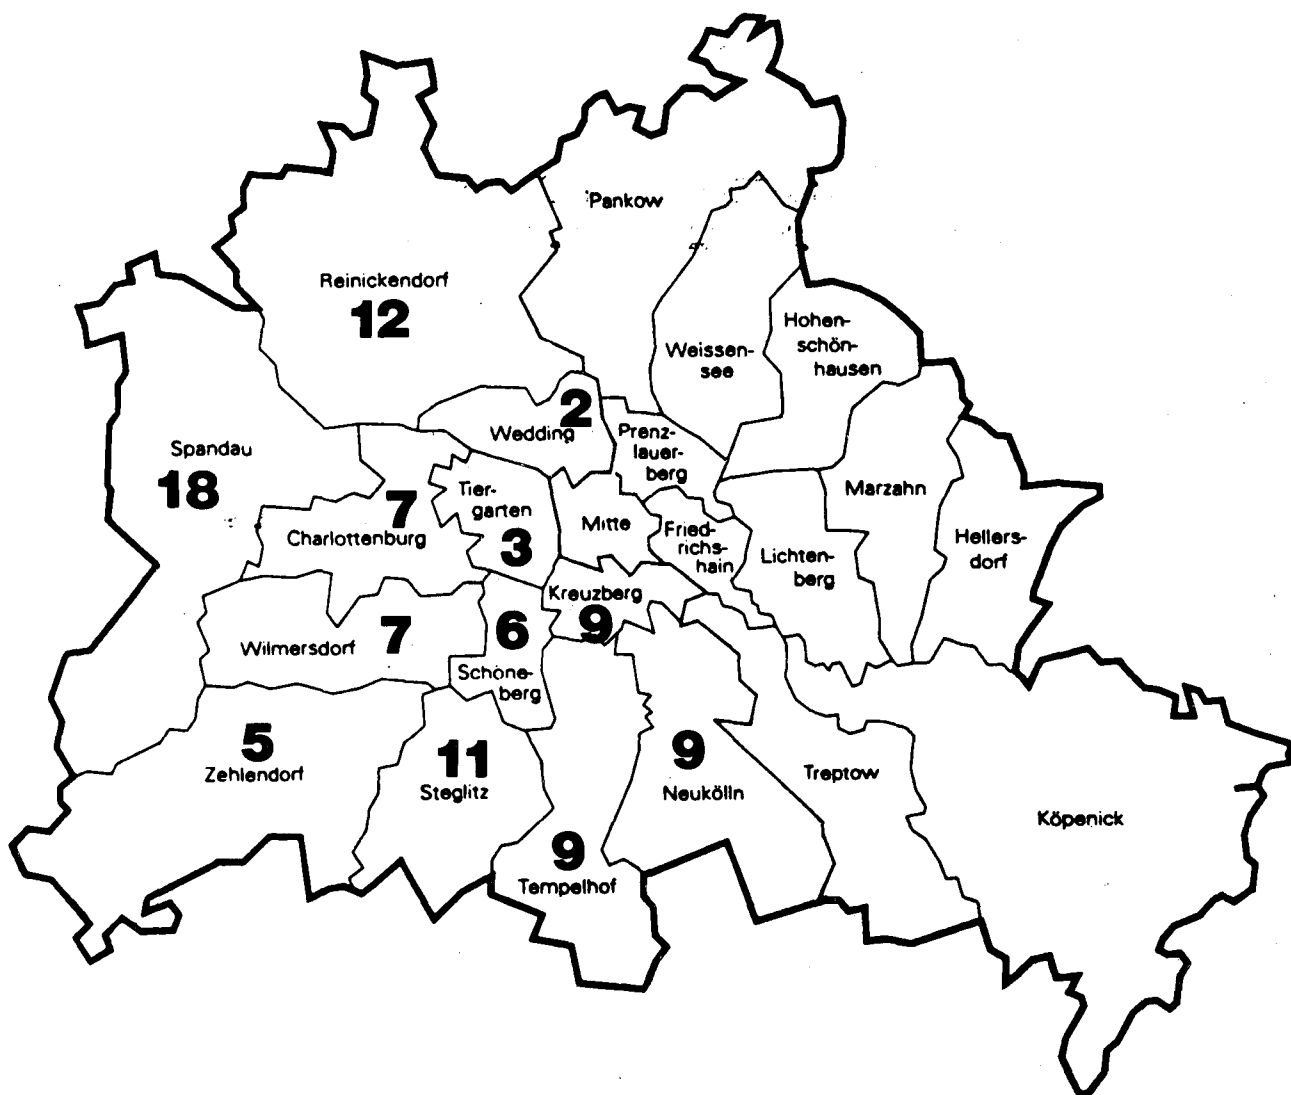 Pankow
Reinickendorf
12
Weissen-
see
Hohen-
schön-
hausen
Wedding
2
Prenz-
lauer-
berg
Spandau
18
7
Charlottenburg
Tier-
garten
3
Mitte
Fried-
richs-
hain
Lichten-
berg
Marzahn
Hellers-
dorf
Kreuzberg
9
Wilmersdorf
7
6
Schöne-
berg
5
Zehlendorf
11
Steglitz
9
Tempelhof
9
Neukölln
Treptow
Köpenick